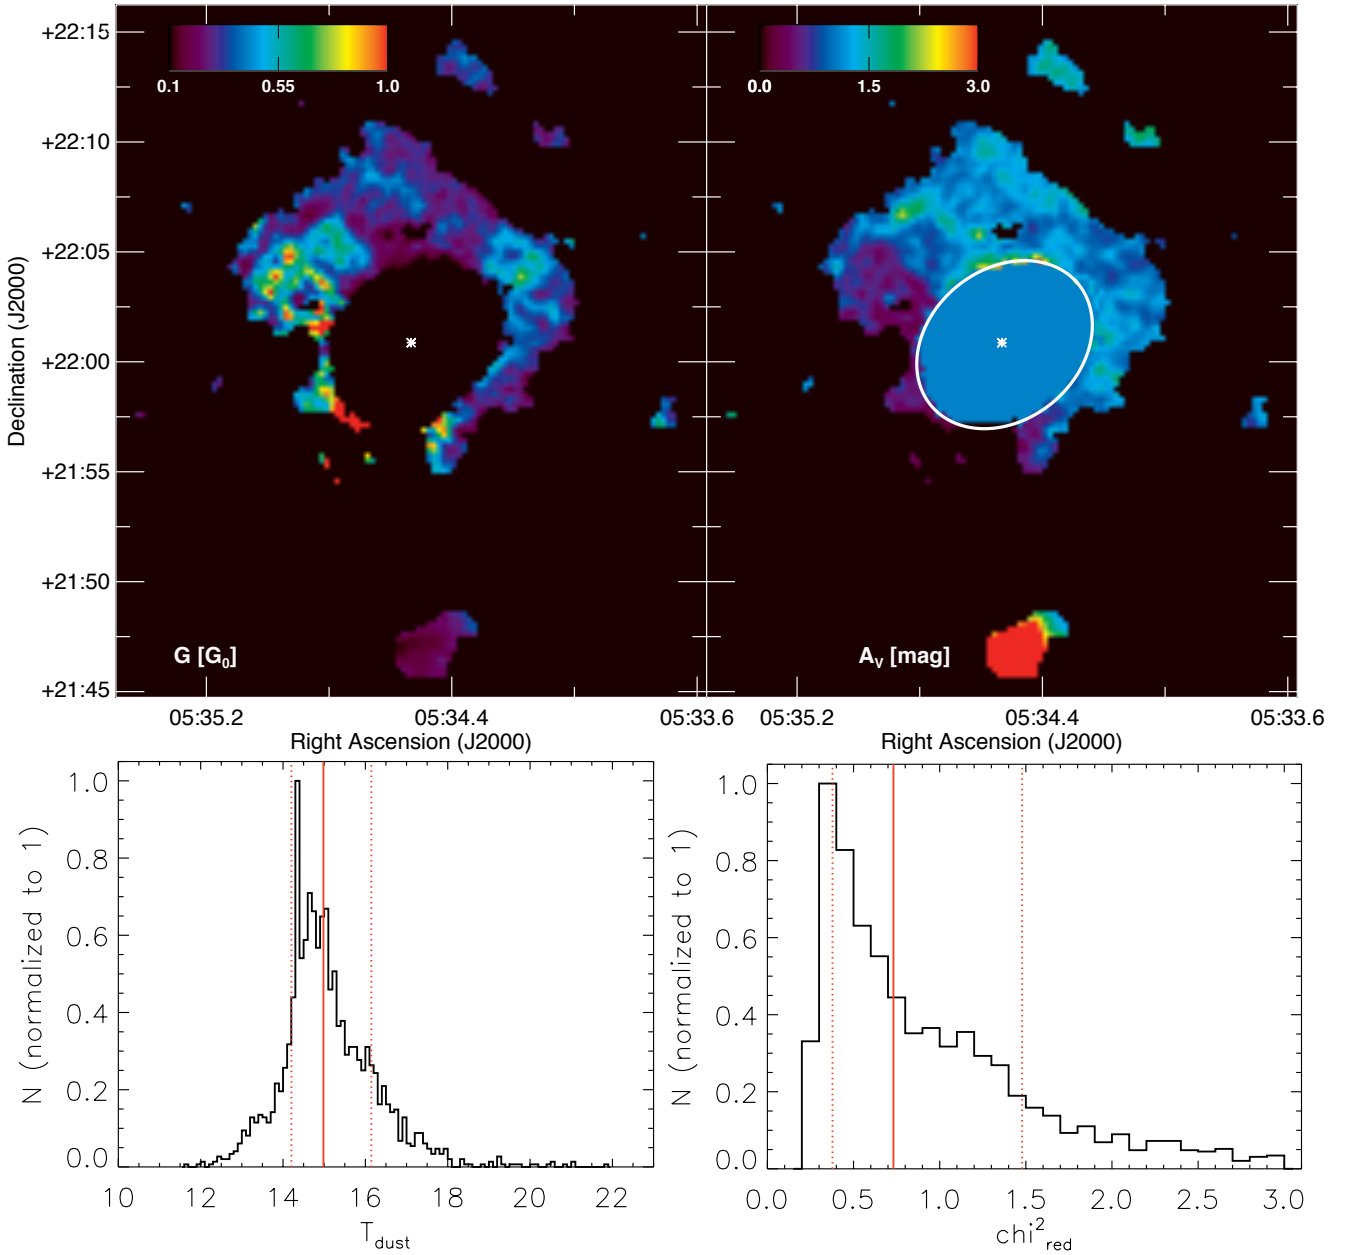 +22:15
+22:10
+22:05
+22:00
+21:55
+21:50
+21:45
Declination (J2000)
0.1 0.55 1.0
G [G0]
05:35.2 05:34.4 05:33.6
Right Ascension (J2000)
0.0 1.5 3.0
AV [mag]
05:35.2 05:34.4 05:33.6
Right Ascension (J2000)
N (normalized to 1)
1.0
0.8
0.6
0.4
0.2
0.0
10 12 14 16 18 20 22
Tdust
N (normalized to 1)
1.0
0.8
0.6
0.4
0.2
0.0
0.0 0.5 1.0 1.5 2.0 2.5 3.0
chi²red